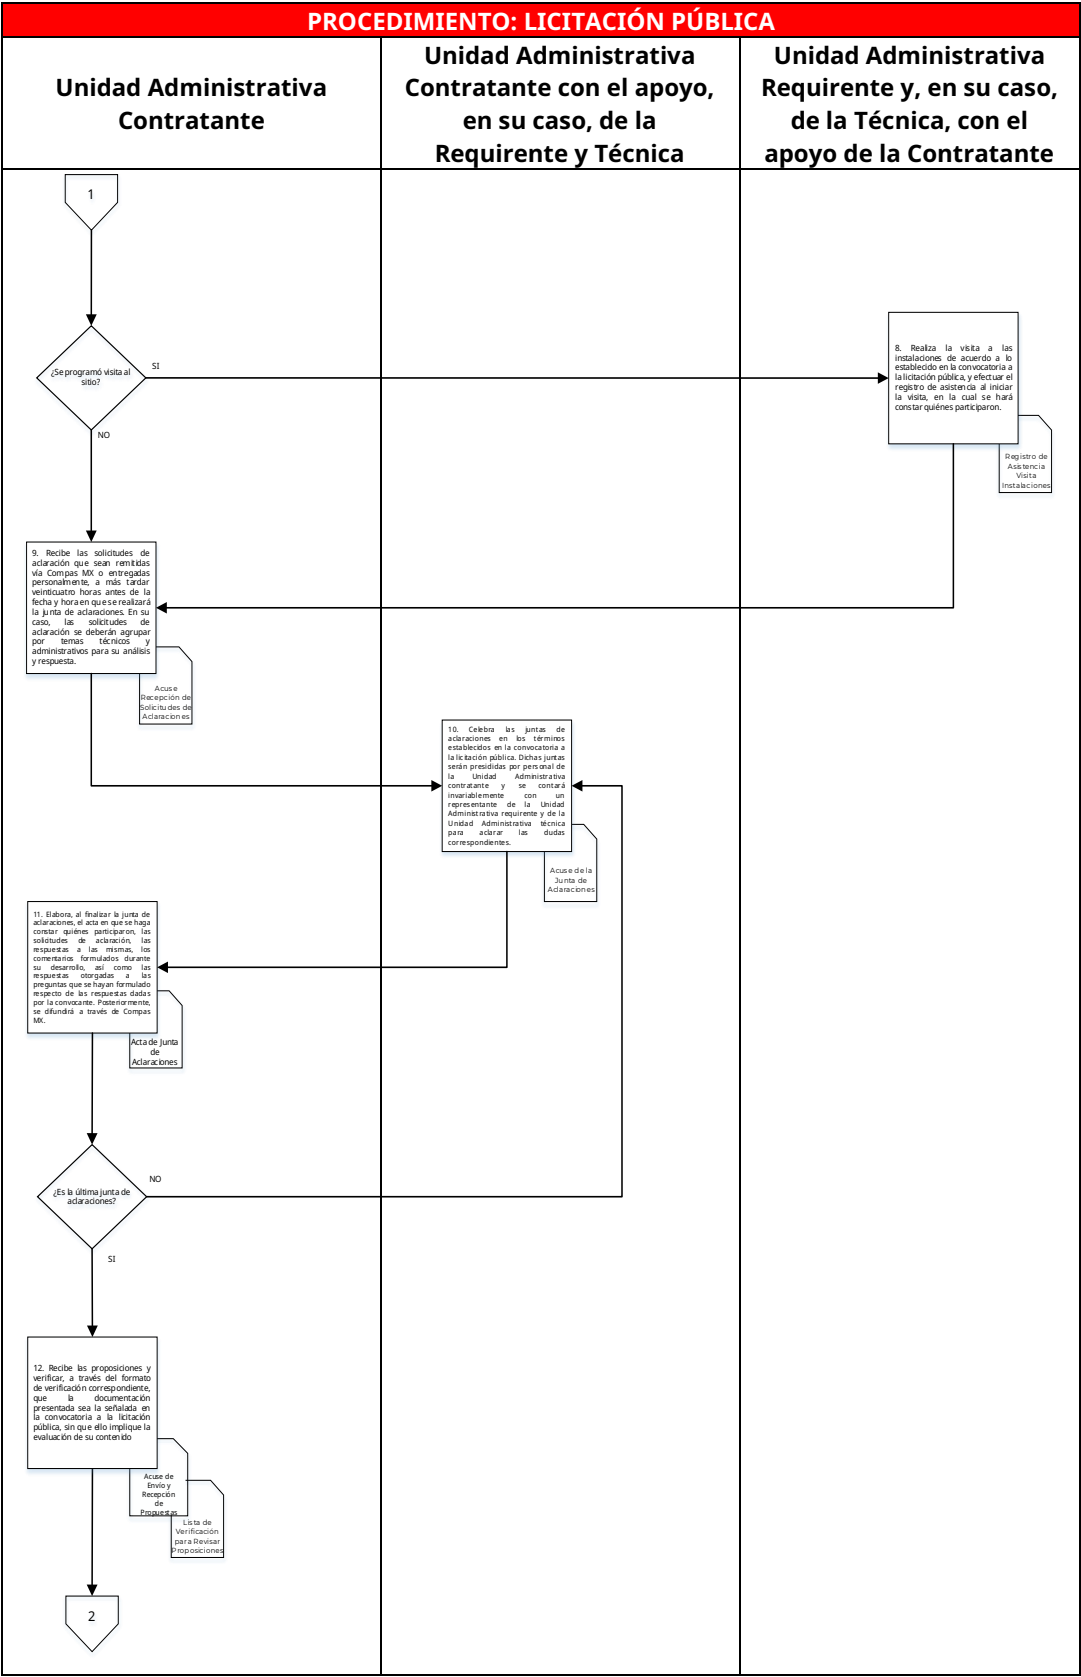 PROCEDIMIENTO: LICITACIÓN PÚBLICA
Unidad Administrativa
Contratante
Unidad Administrativa
Contratante con el apoyo,
en su caso, de la
Requirente y Técnica
Unidad Administrativa
Requirente y, en su caso,
de la Técnica, con el
apoyo de la Contratante
1
¿Se programó visita al
sitio?
SI
NO
8. Realiza la visita a las
instalaciones de acuerdo a lo
establecido en la convocatoria a
la licitación pública, y efectuar el
registro de asistencia al iniciar
la visita, en la cual se hará
constar quiénes participaron.
Registro de
Asistencia
Visita
Instalaciones
9. Recibe las solicitudes de
aclaración que sean remitidas
vía Compas MX o entregadas
personalmente, a más tardar
veinticuatro horas antes de la
fecha y hora en que se realizará
la junta de aclaraciones. En su
caso, las solicitudes de
aclaración se deberán agrupar
por temas técnicos y
administrativos para su análisis
y respuesta.
Acuse
Recepción de
Solicitudes de
Aclaraciones
10. Celebra las juntas de
aclaraciones en los términos
establecidos en la convocatoria a
la licitación pública. Dichas juntas
serán presididas por personal de
la Unidad Administrativa
contratante y se contará
invariablemente con un
representante de la Unidad
Administrativa requirente y de la
Unidad Administrativa técnica
para aclarar las dudas
correspondientes.
Acuse de la
Junta de
Aclaraciones
11. Elabora, al finalizar la junta de
aclaraciones, el acta en que se haga
constar quiénes participaron, las
solicitudes de aclaración, las
respuestas a las mismas, los
comentarios formulados durante
su desarrollo, así como las
respuestas otorgadas a las
preguntas que se hayan formulado
respecto de las respuestas dadas
por la convocante. Posteriormente,
se difundirá a través de Compas
MX.
Acta de Junta
de
Aclaraciones
¿Es la última junta de
aclaraciones?
NO
SI
12. Recibe las proposiciones y
verificar, a través del formato
de verificación correspondiente,
que la documentación
presentada sea la señalada en
la convocatoria a la licitación
pública, sin que ello implique la
evaluación de su contenido
Acuse de
Envío y
Recepción
de
Propuestas
Lista de
Verificación
para Revisar
Proposiciones
2